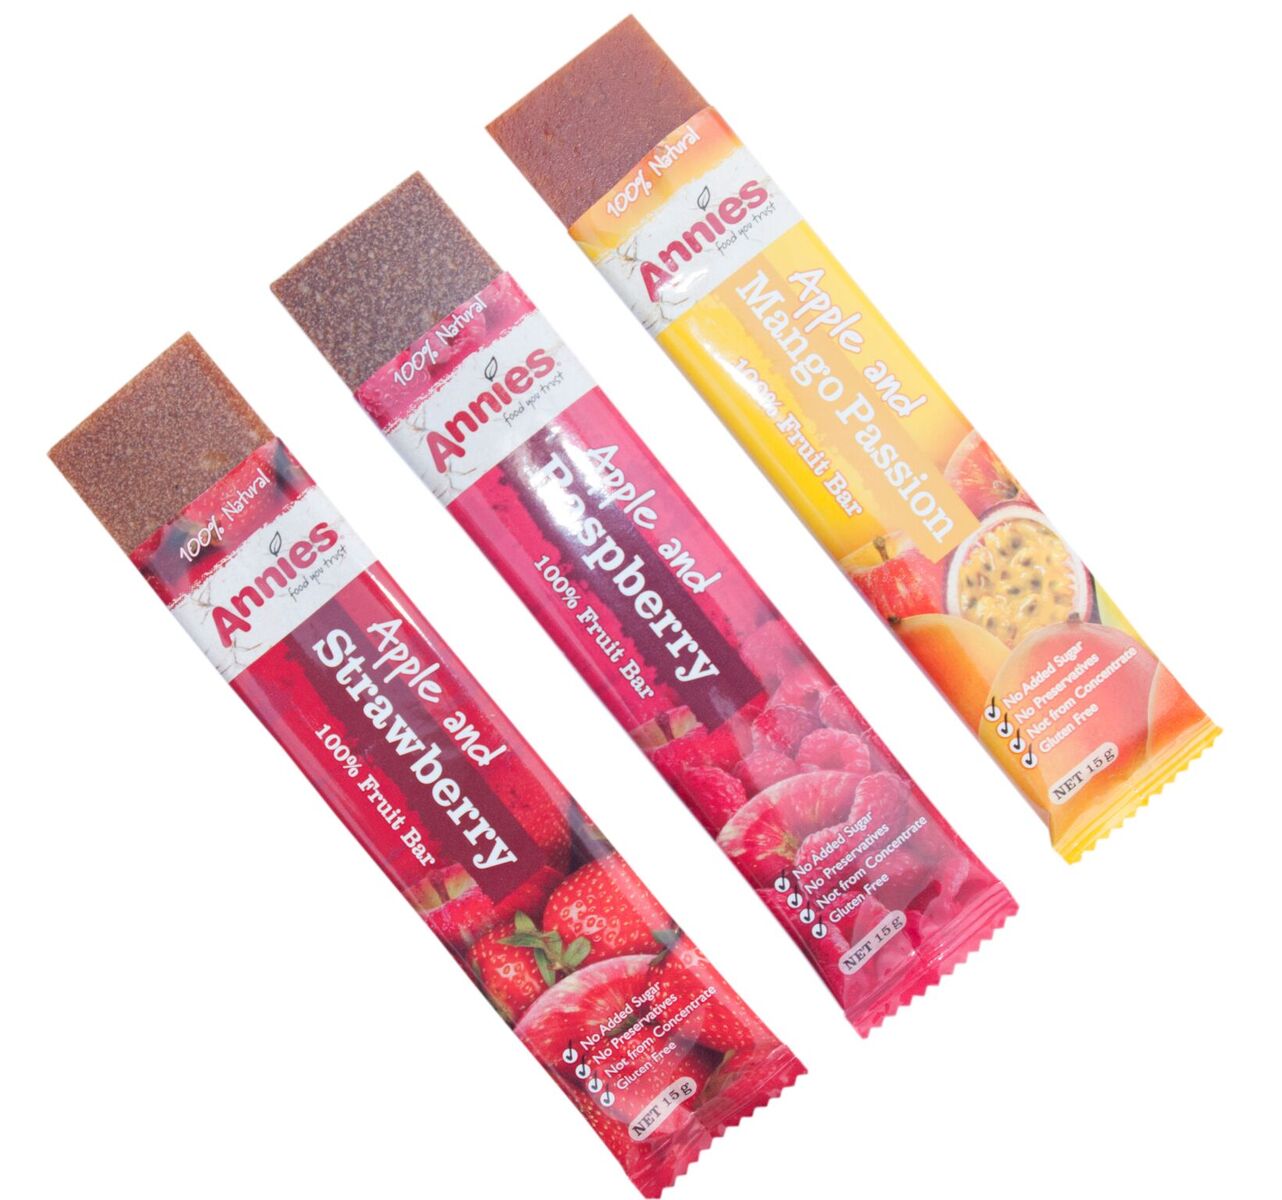 100% Natural
Annies
food you trust
Apple and
Strawberry
100% Fruit Bar
No Added Sugar
No Preservatives
Not from Concentrate
Gluten Free
NET 15 g
100% Natural
Annies
food you trust
Apple and
Raspberry
100% Fruit Bar
No Added Sugar
No Preservatives
Not from Concentrate
Gluten Free
NET 15 g
100% Natural
Annies
food you trust
Apple and
Mango Passion
100% Fruit Bar
No Added Sugar
No Preservatives
Not from Concentrate
Gluten Free
NET 15 g